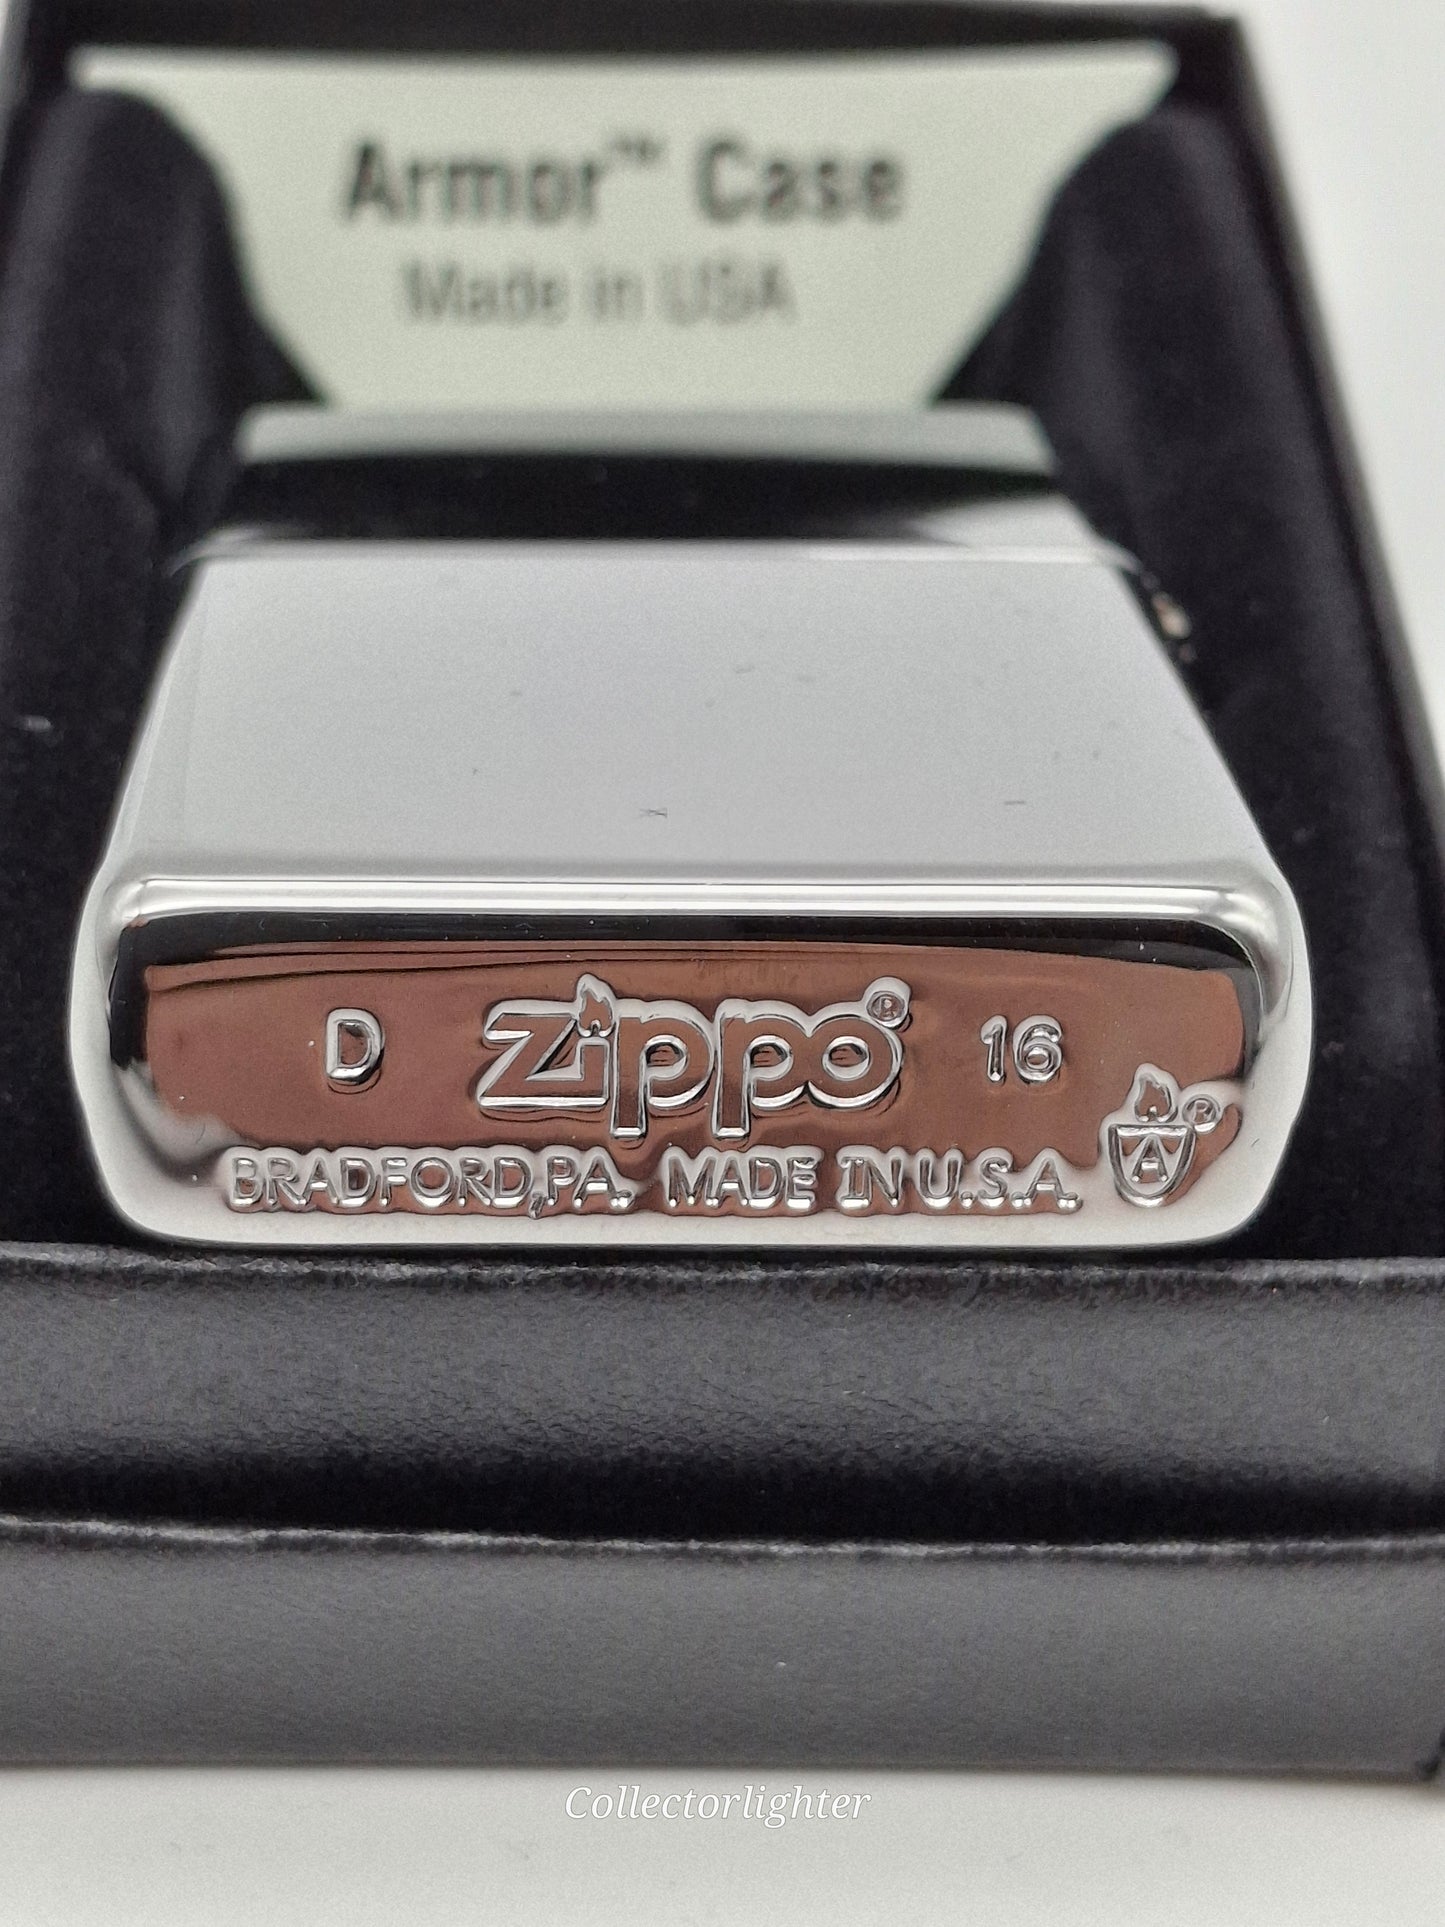 Armor™ Case
Made in USA
D Zippo® 16
BRADFORD,PA. MADE IN U.S.A.
A ®
Collectorlighter